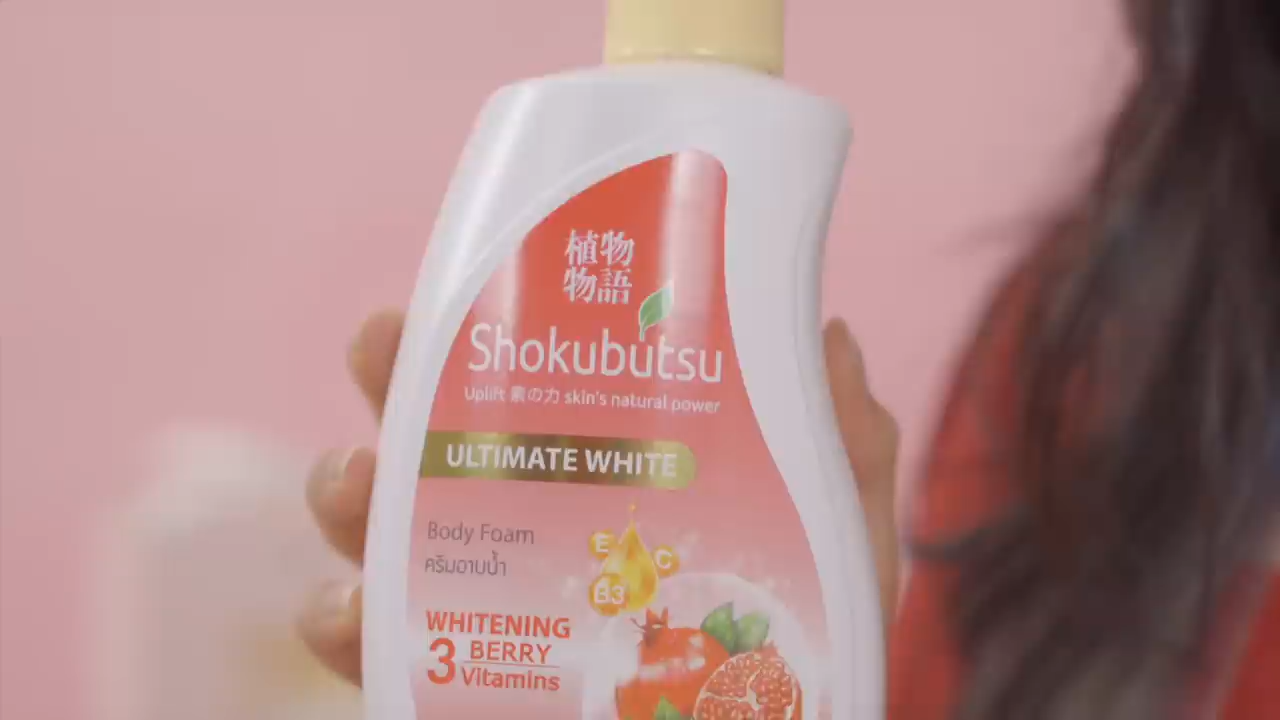 植物
物語
Shokubutsu
Uplift 素の力 skin's natural power
ULTIMATE WHITE
Body Foam
ครีมอาบน้ำ
E
C
B3
WHITENING
3 BERRY
Vitamins